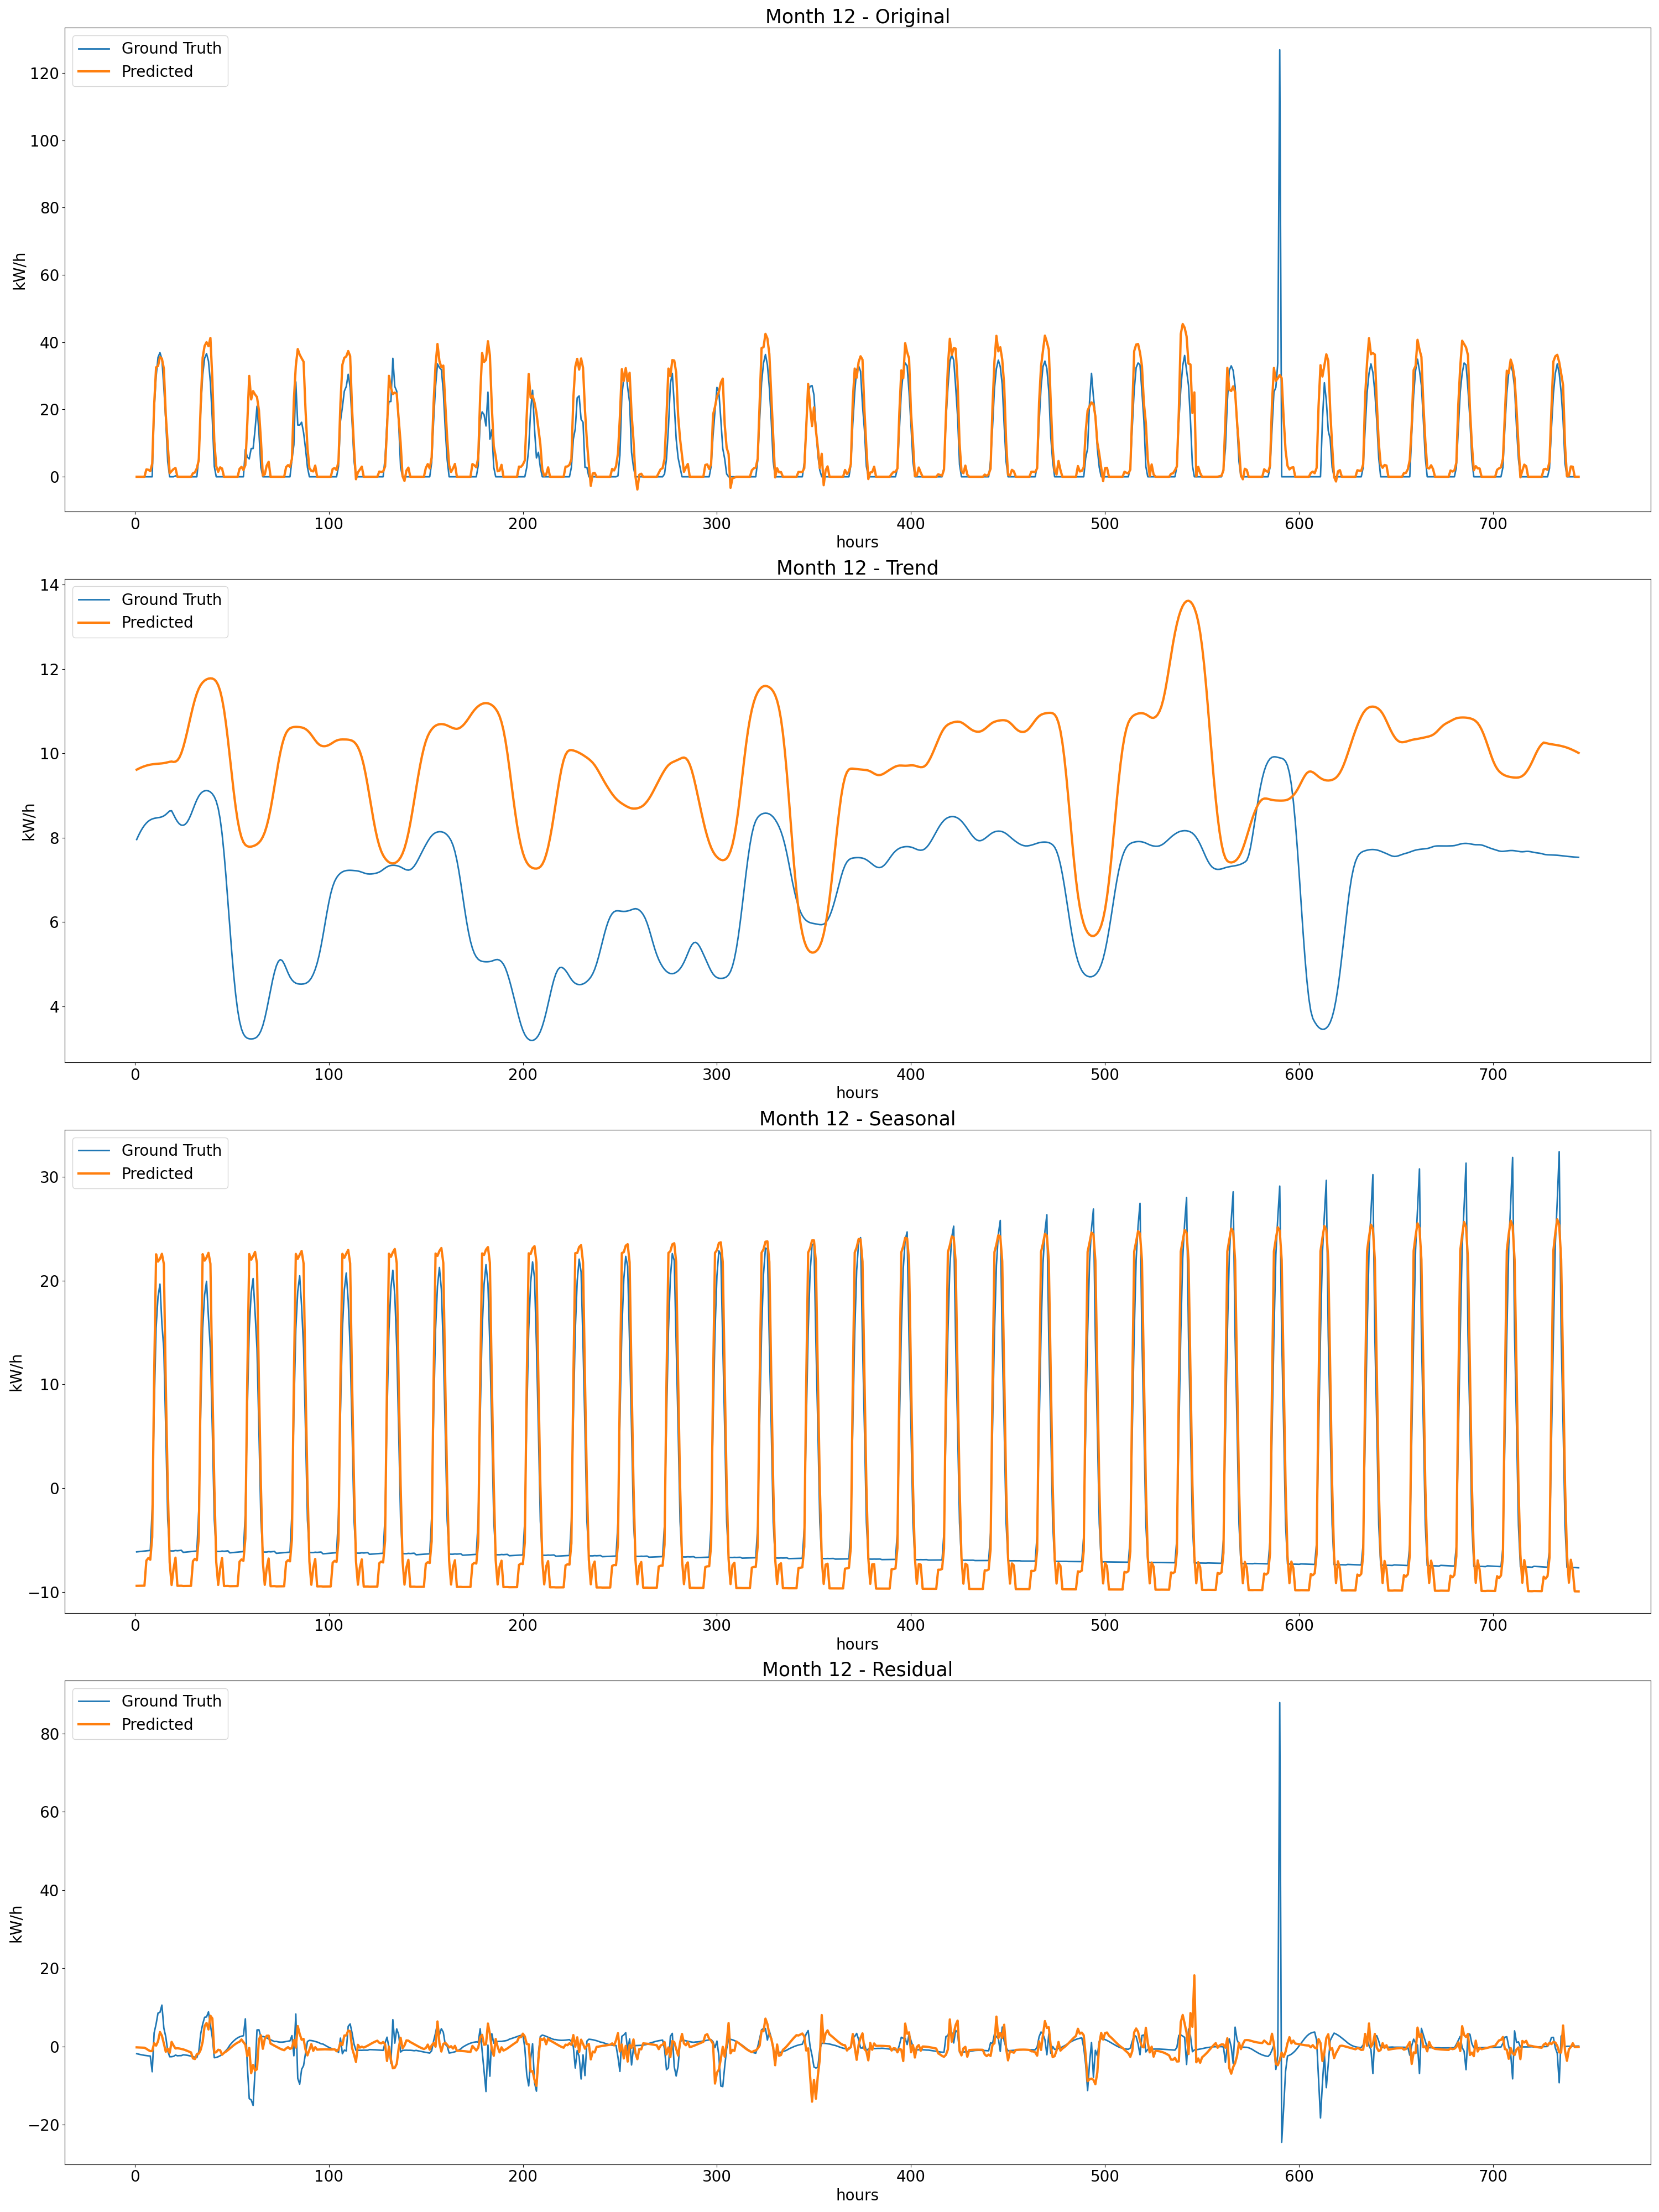 Month 12 - Original
Ground Truth
Predicted
120
100
80
60
40
20
0
kW/h
0 100 200 300 400 500 600 700
hours
Month 12 - Trend
Ground Truth
Predicted
14
12
10
8
6
4
kW/h
0 100 200 300 400 500 600 700
hours
Month 12 - Seasonal
Ground Truth
Predicted
30
20
10
0
−10
kW/h
0 100 200 300 400 500 600 700
hours
Month 12 - Residual
Ground Truth
Predicted
80
60
40
20
0
−20
kW/h
0 100 200 300 400 500 600 700
hours